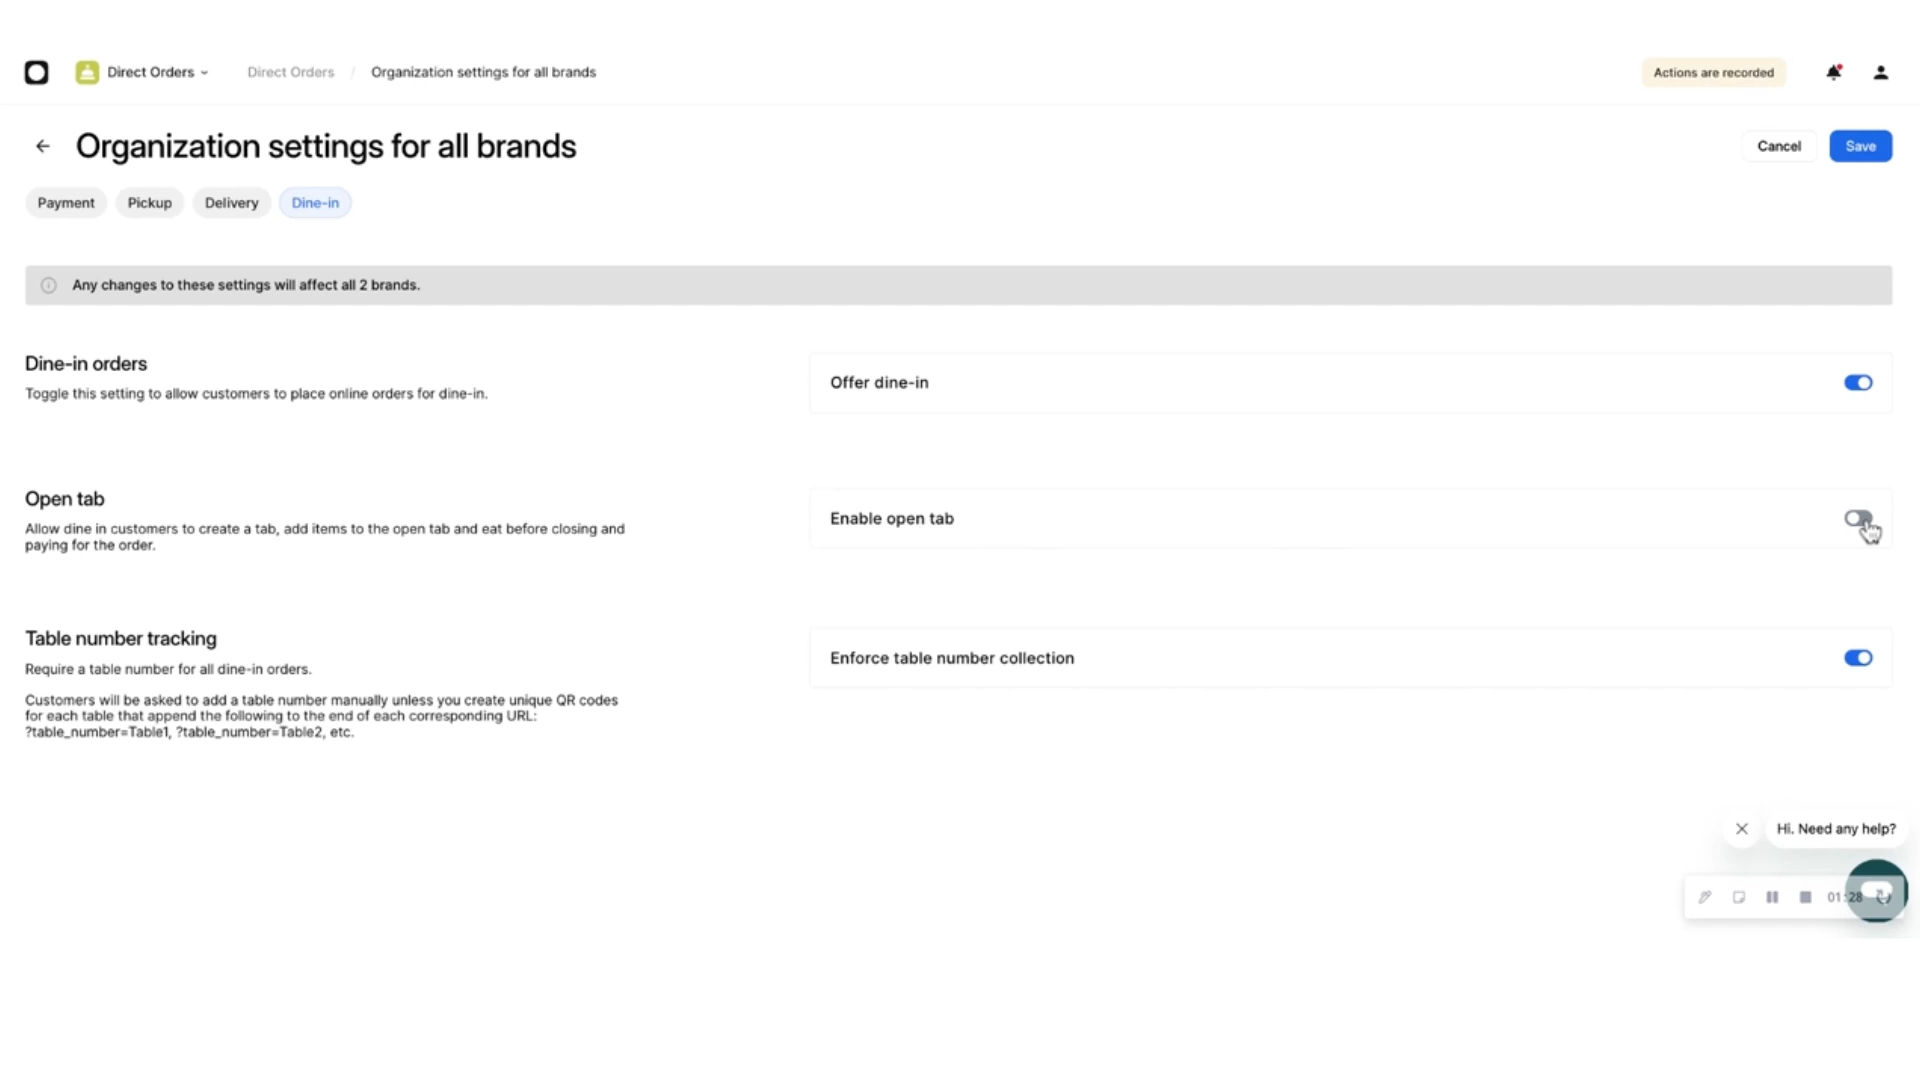 Direct Orders
Direct Orders / Organization settings for all brands
Actions are recorded
Organization settings for all brands
Cancel
Save
Payment
Pickup
Delivery
Dine-in
Any changes to these settings will affect all 2 brands.
Dine-in orders
Toggle this setting to allow customers to place online orders for dine-in.
Offer dine-in
Open tab
Allow dine in customers to create a tab, add items to the open tab and eat before closing and
paying for the order.
Enable open tab
Table number tracking
Require a table number for all dine-in orders.
Customers will be asked to add a table number manually unless you create unique QR codes
for each table that append the following to the end of each corresponding URL:
?table_number=Table1, ?table_number=Table2, etc.
Enforce table number collection
Hi. Need any help?
01:28